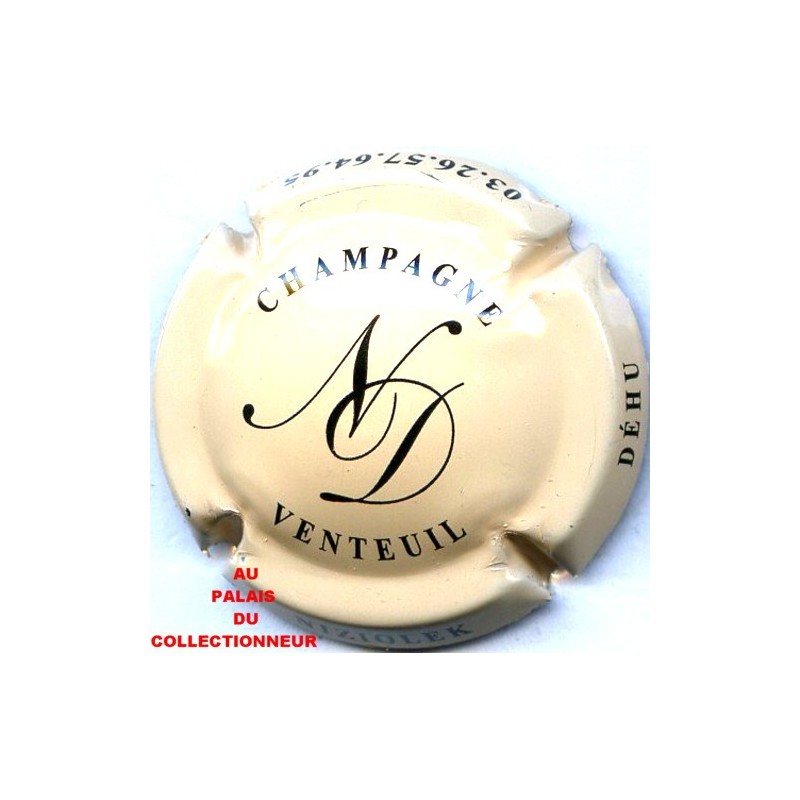 03.26.57.64.95
CHAMPAGNE
ND
VENTEUIL
DÉHU
NIZIOLEK
AU
PALAIS
DU
COLLECTIONNEUR